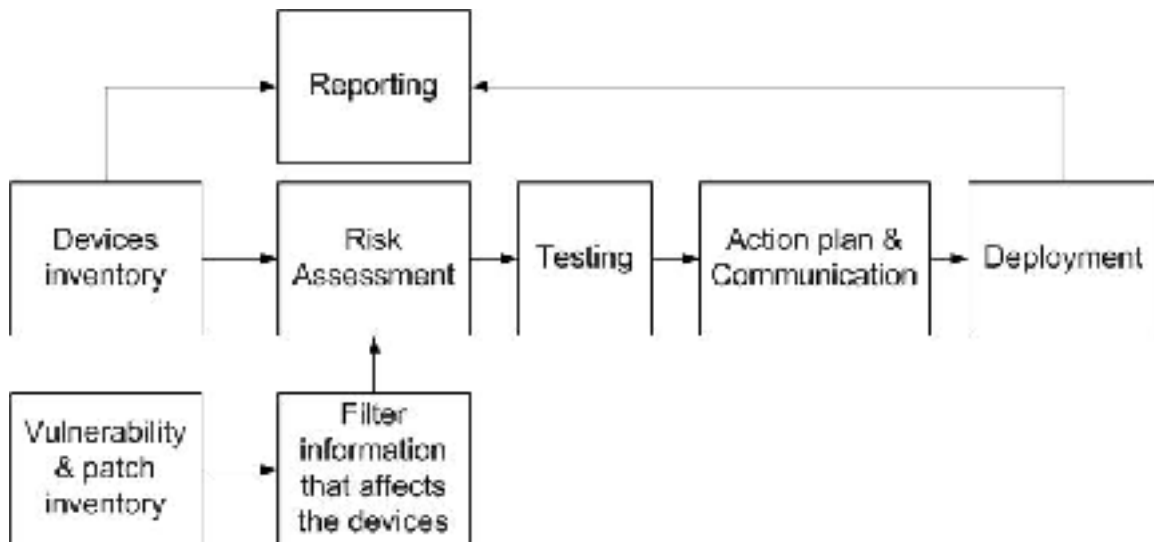 Reporting
Devices
inventory
Risk
Assessment
Testing
Action plan &
Communication
Deployment
Vulnerability
& patch
inventory
Filter
information
that affects
the devices